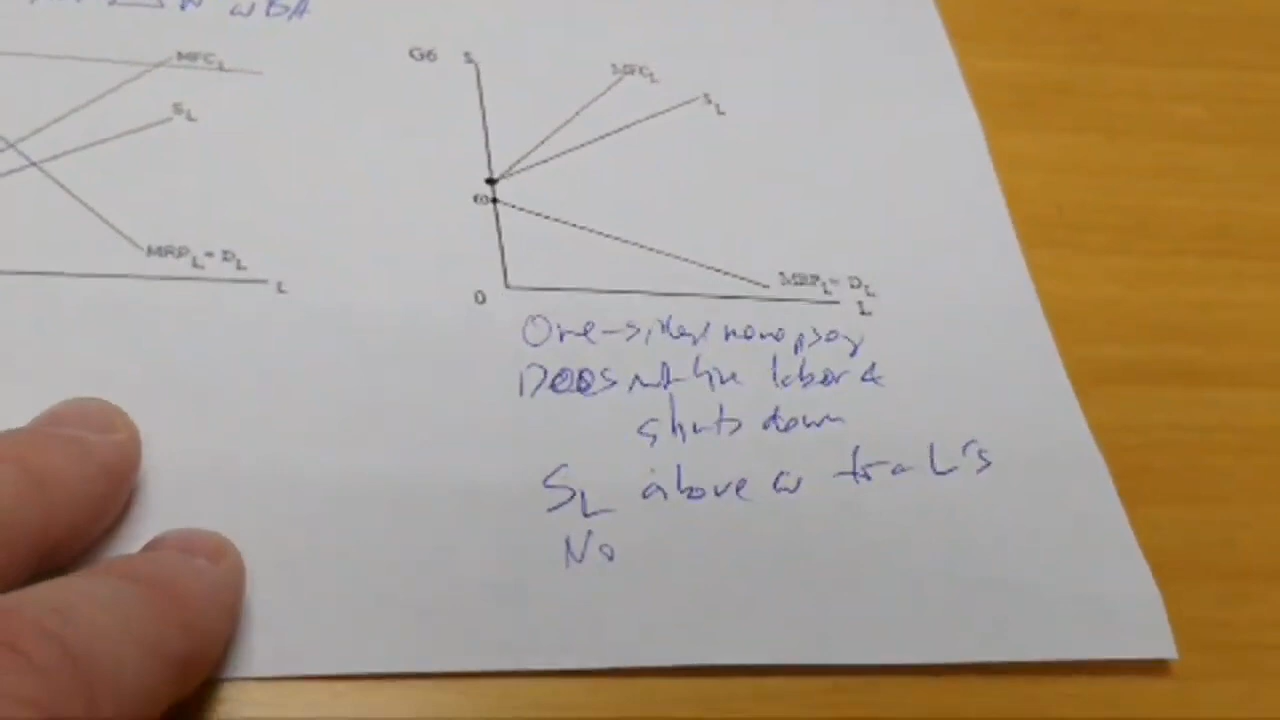 ω B A
MFC_L
S_L
MRP_L = D_L
L
G6 $
MFC_L
S_L
ω
MRP_L = D_L
0
L
One-sided monopsony
Does not hire labor &
shuts down
S_L above ω for all L's
No